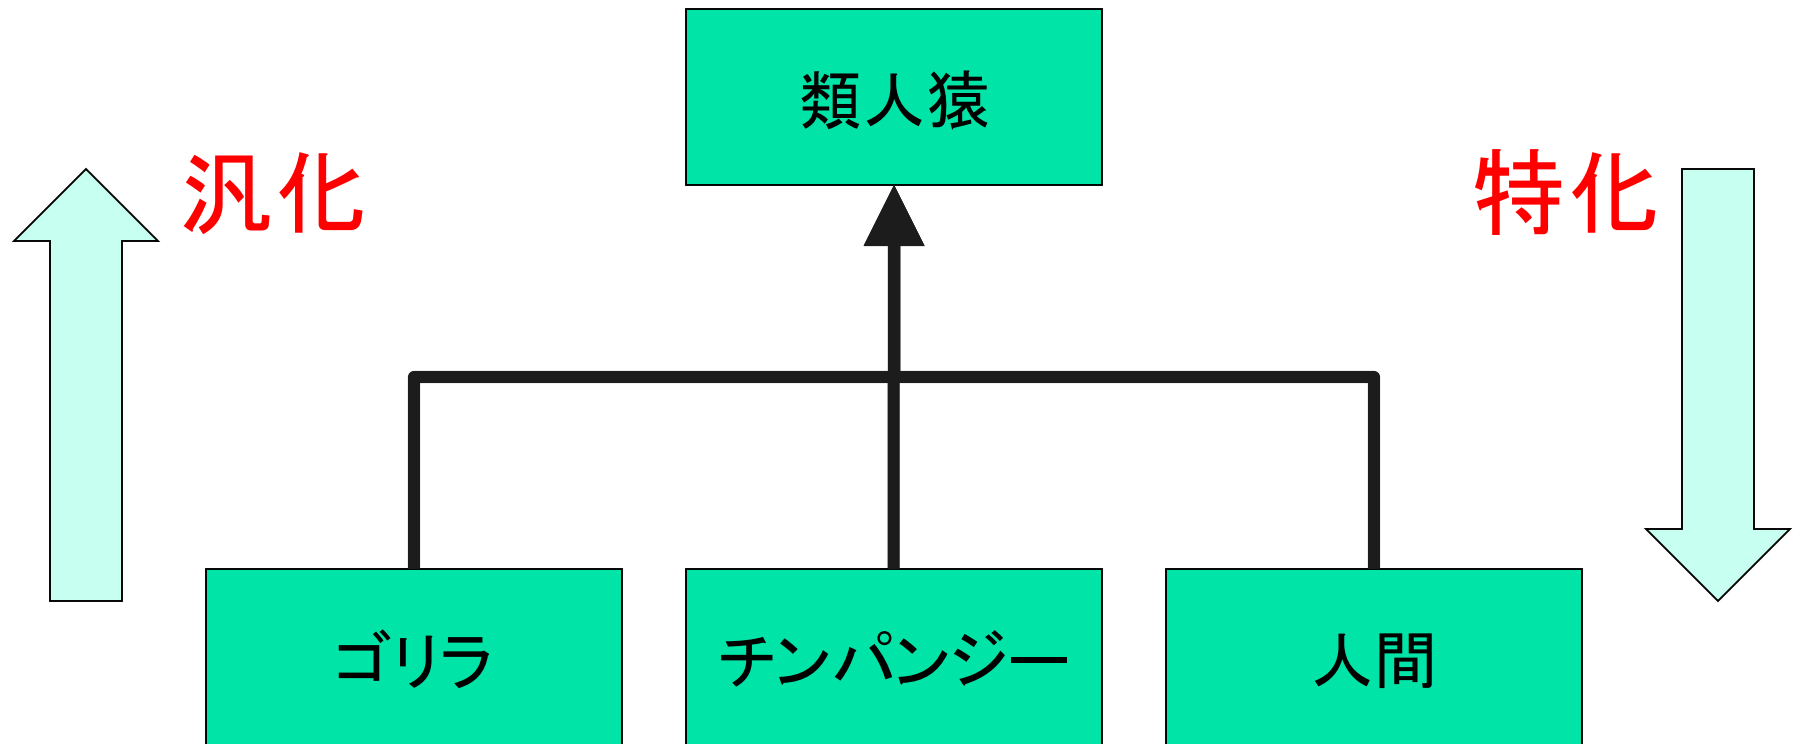 類人猿
汎化
特化
ゴリラ
チンパンジー
人間